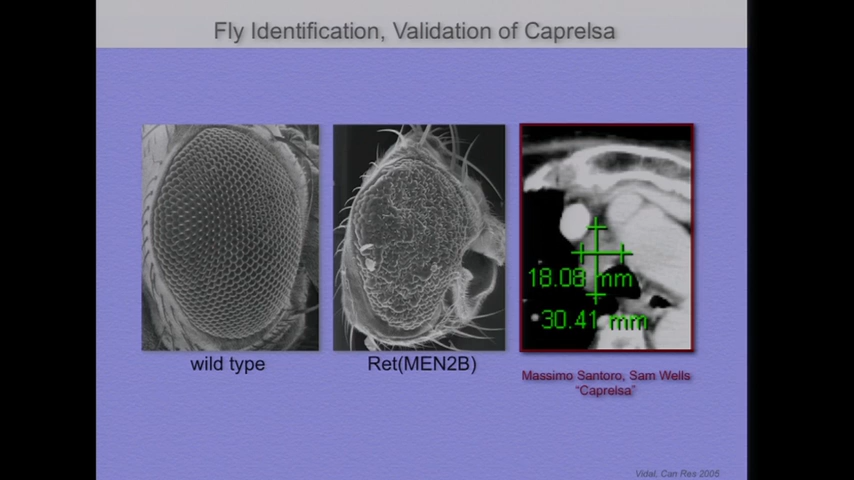 Fly Identification, Validation of Caprelsa
18.08 mm
30.41 mm
wild type
Ret(MEN2B)
Massimo Santoro, Sam Wells
“Caprelsa”
Vidal, Can Res 2005